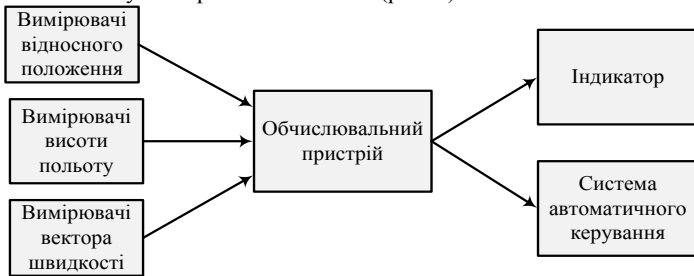 Вимірювачі
відносного
положення
Вимірювачі
висоти
польоту
Вимірювачі
вектора
швидкості
Обчислювальний
пристрій
Індикатор
Система
автоматичного
керування